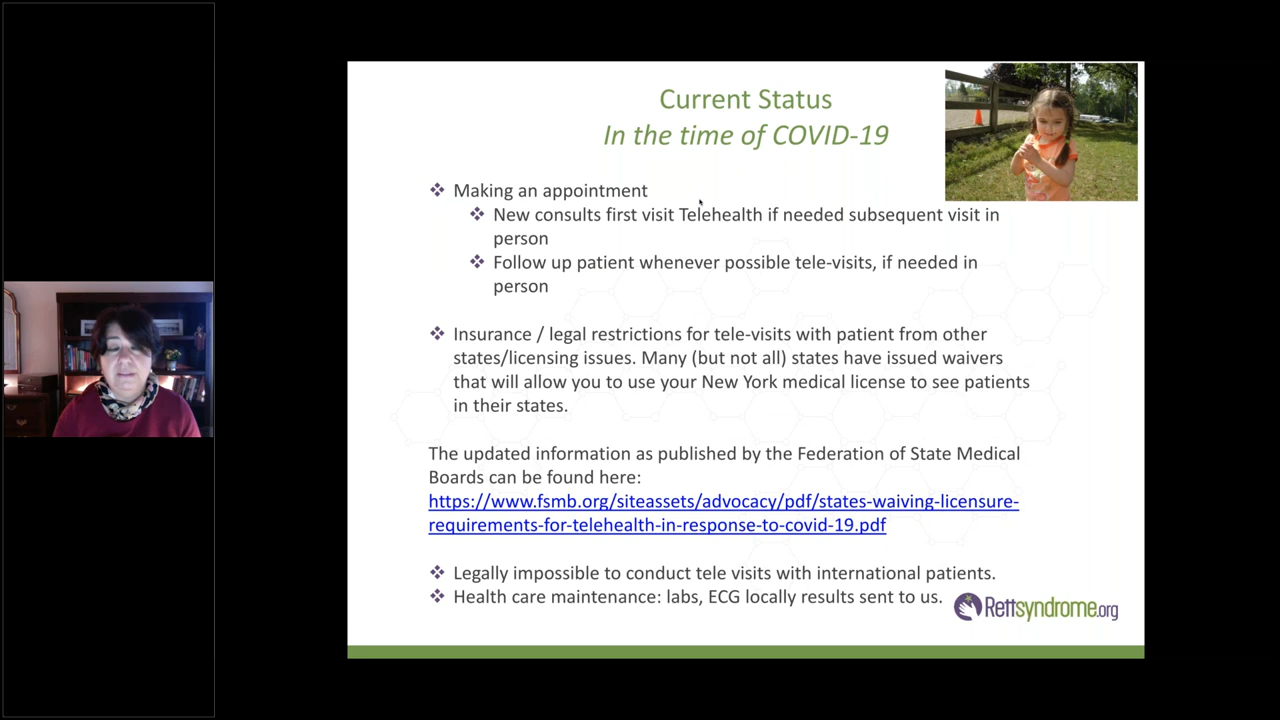 Current Status
In the time of COVID-19
Making an appointment
New consults first visit Telehealth if needed subsequent visit in
person
Follow up patient whenever possible tele-visits, if needed in
person
Insurance / legal restrictions for tele-visits with patient from other
states/licensing issues. Many (but not all) states have issued waivers
that will allow you to use your New York medical license to see patients
in their states.
The updated information as published by the Federation of State Medical
Boards can be found here:
https://www.fsmb.org/siteassets/advocacy/pdf/states-waiving-licensure-
requirements-for-telehealth-in-response-to-covid-19.pdf
Legally impossible to conduct tele visits with international patients.
Health care maintenance: labs, ECG locally results sent to us.
Rettsyndrome.org